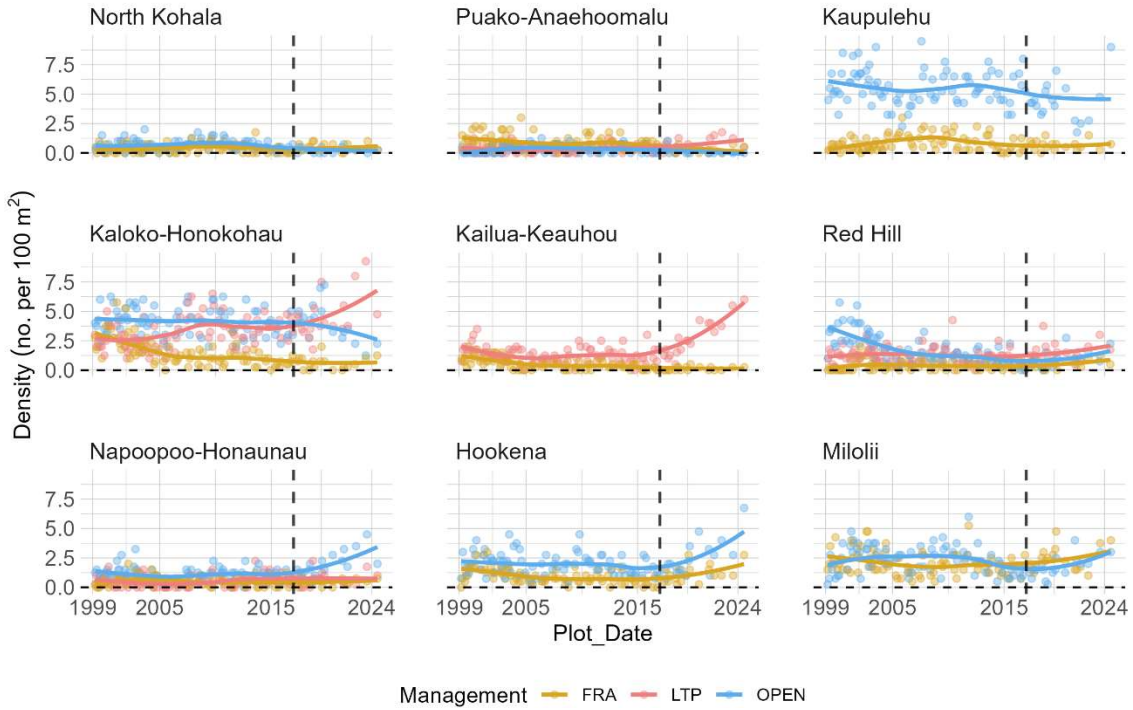 North Kohala Puako-Anaehoomalu Kaupulehu
7.5
5.0
2.5
0.0
Kaloko-Honokohau Kailua-Keauhou Red Hill
7.5
5.0
2.5
0.0
Density (no. per 100 m²)
Napoopoo-Honaunau Hookena Milolii
7.5
5.0
2.5
0.0
1999 2005 2015 2024 1999 2005 2015 2024 1999 2005 2015 2024
Plot_Date
Management FRA LTP OPEN